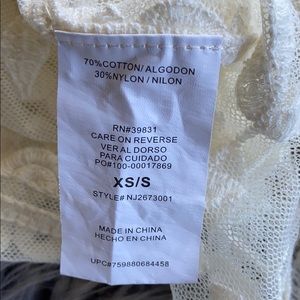 70%COTTON/ ALGODON
30%NYLON / NILON
RN#39831
CARE ON REVERSE
VER AL DORSO
PARA CUIDADO
PO#100-00017869
XS/S
STYLE# NJ2673001
MADE IN CHINA
HECHO EN CHINA
UPC#759880684458